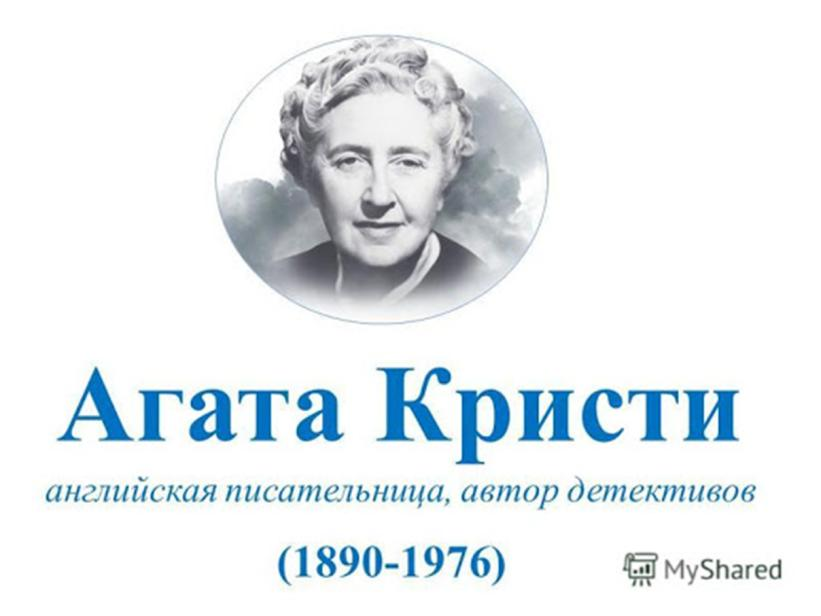 Агата Кристи
английская писательница, автор детективов
(1890-1976)
MyShared